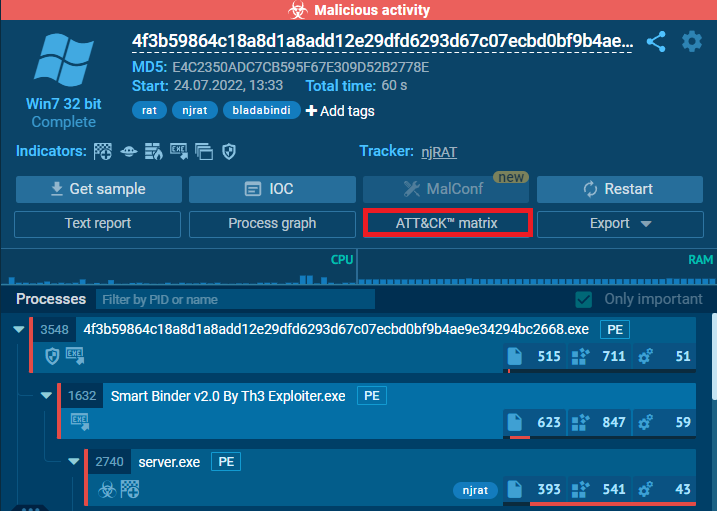 Malicious activity
4f3b59864c18a8d1a8add12e29dfd6293d67c07ecbd0bf9b4ae...
MD5: E4C2350ADC7CB595F67E309D52B2778E
Win7 32 bit
Complete
Start: 24.07.2022, 13:33 Total time: 60 s
rat njrat bladabindi + Add tags
Indicators: EXE Tracker: njRAT
Get sample IOC MalConf new Restart
Text report Process graph ATT&CK™ matrix Export
CPU RAM
Processes Filter by PID or name Only important
3548 4f3b59864c18a8d1a8add12e29dfd6293d67c07ecbd0bf9b4ae9e34294bc2668.exe PE
EXE 515 711 51
1632 Smart Binder v2.0 By Th3 Exploiter.exe PE
EXE 623 847 59
2740 server.exe PE
njrat 393 541 43